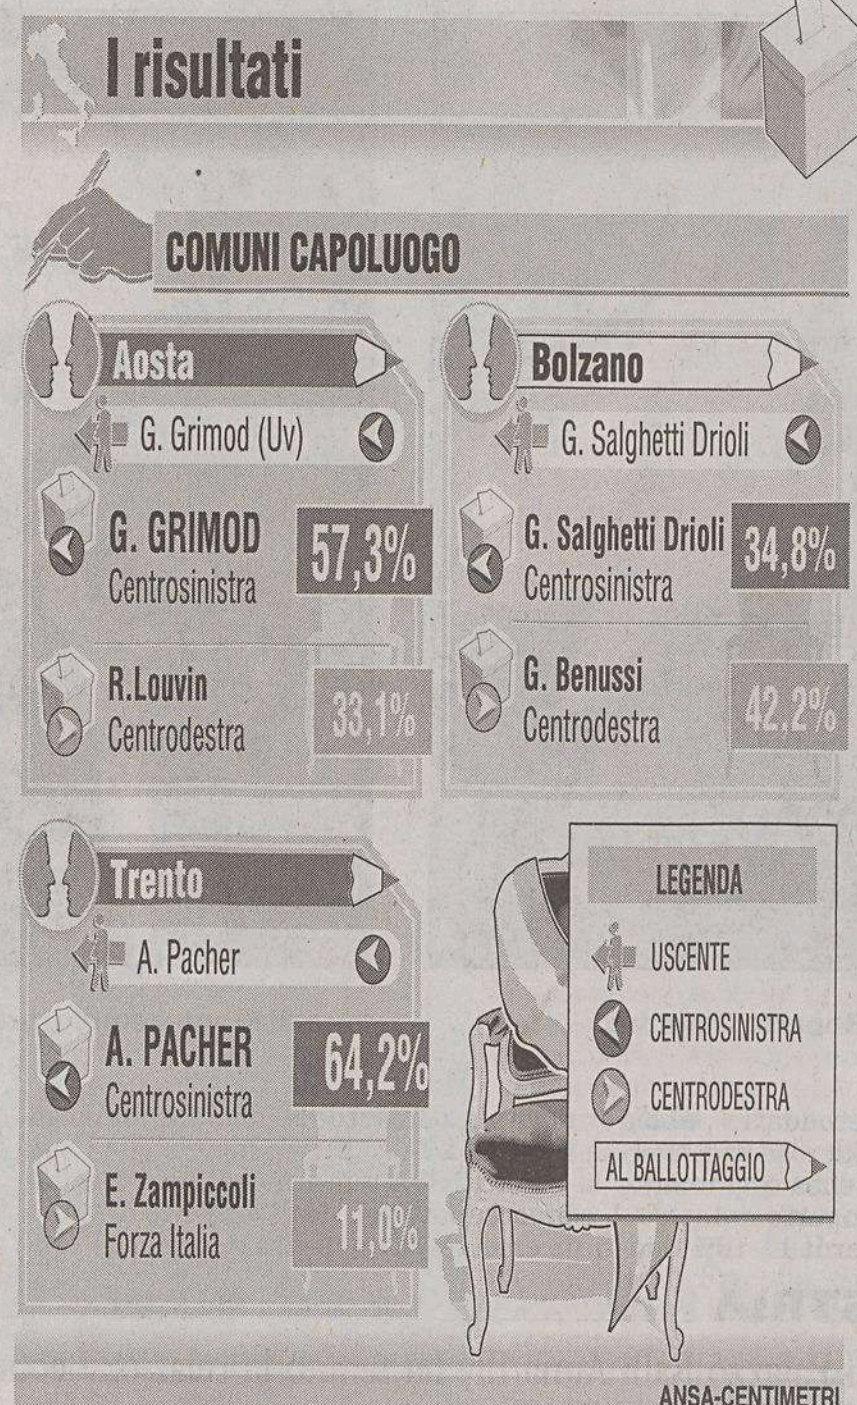 I risultati
COMUNI CAPOLUOGO
Aosta
G. Grimod (Uv)
G. GRIMOD
Centrosinistra
57,3%
R.Louvin
Centrodestra
33,1%
Bolzano
G. Salghetti Drioli
G. Salghetti Drioli
Centrosinistra
34,8%
G. Benussi
Centrodestra
42,2%
Trento
A. Pacher
A. PACHER
Centrosinistra
64,2%
E. Zampiccoli
Forza Italia
11,0%
LEGENDA
USCENTE
CENTROSINISTRA
CENTRODESTRA
AL BALLOTTAGGIO
ANSA-CENTIMETRI